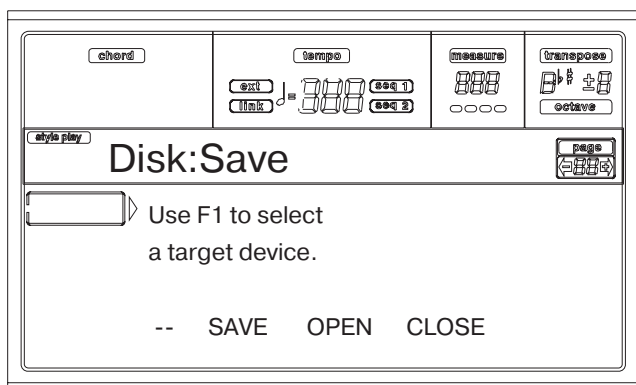 chord tempo measure transpose
ext seq 1
link seq 2
octave
style play
Disk:Save
page
Use F1 to select
a target device.
-- SAVE OPEN CLOSE